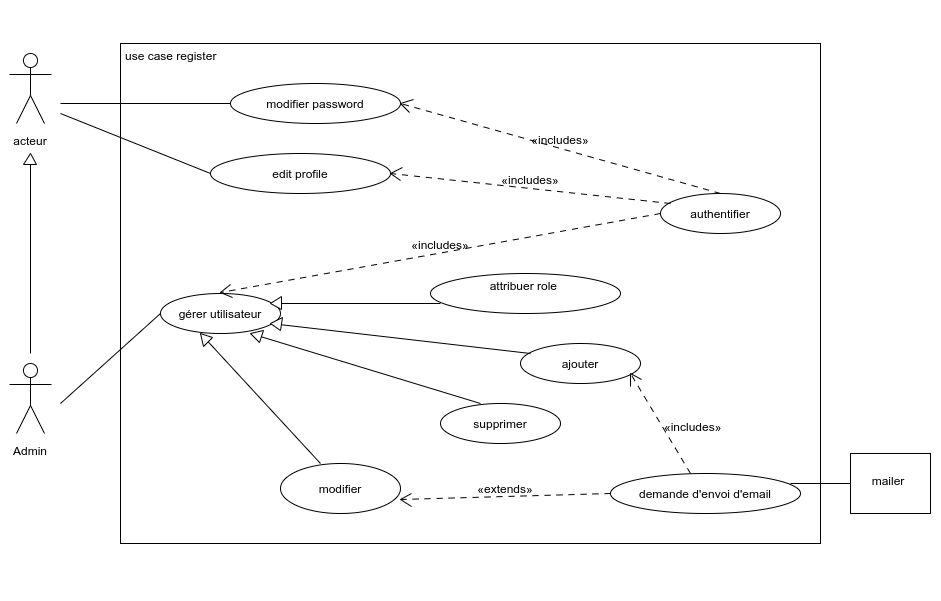 use case register
modifier password
acteur
«includes»
edit profile
«includes»
authentifier
«includes»
attribuer role
gérer utilisateur
ajouter
supprimer
«includes»
Admin
mailer
modifier
«extends»
demande d'envoi d'email